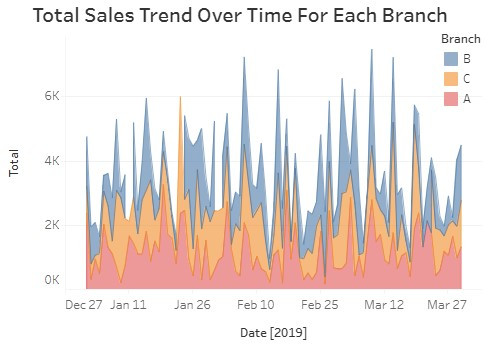 Total Sales Trend Over Time For Each Branch
Branch
B
C
A
6K
4K
2K
0K
Total
Dec 27 Jan 11 Jan 26 Feb 10 Feb 25 Mar 12 Mar 27
Date [2019]